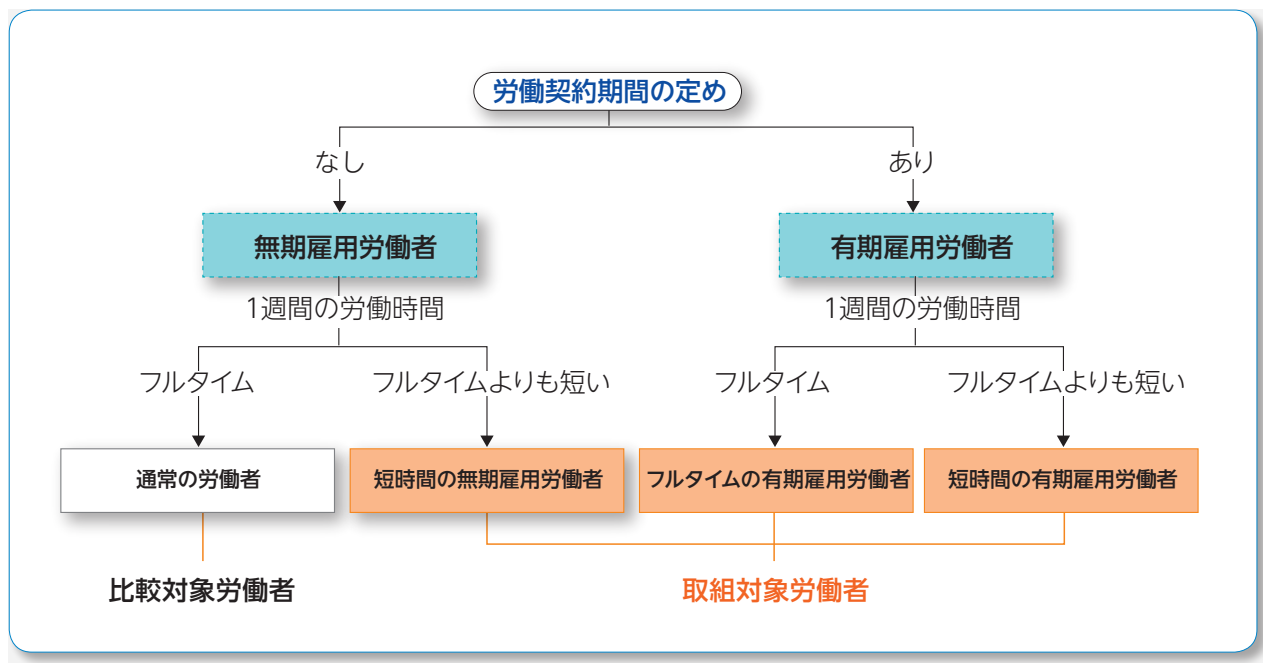 労働契約期間の定め
なし
あり
無期雇用労働者
有期雇用労働者
1週間の労働時間
1週間の労働時間
フルタイム
フルタイムよりも短い
フルタイム
フルタイムよりも短い
通常の労働者
短時間の無期雇用労働者
フルタイムの有期雇用労働者
短時間の有期雇用労働者
比較対象労働者
取組対象労働者